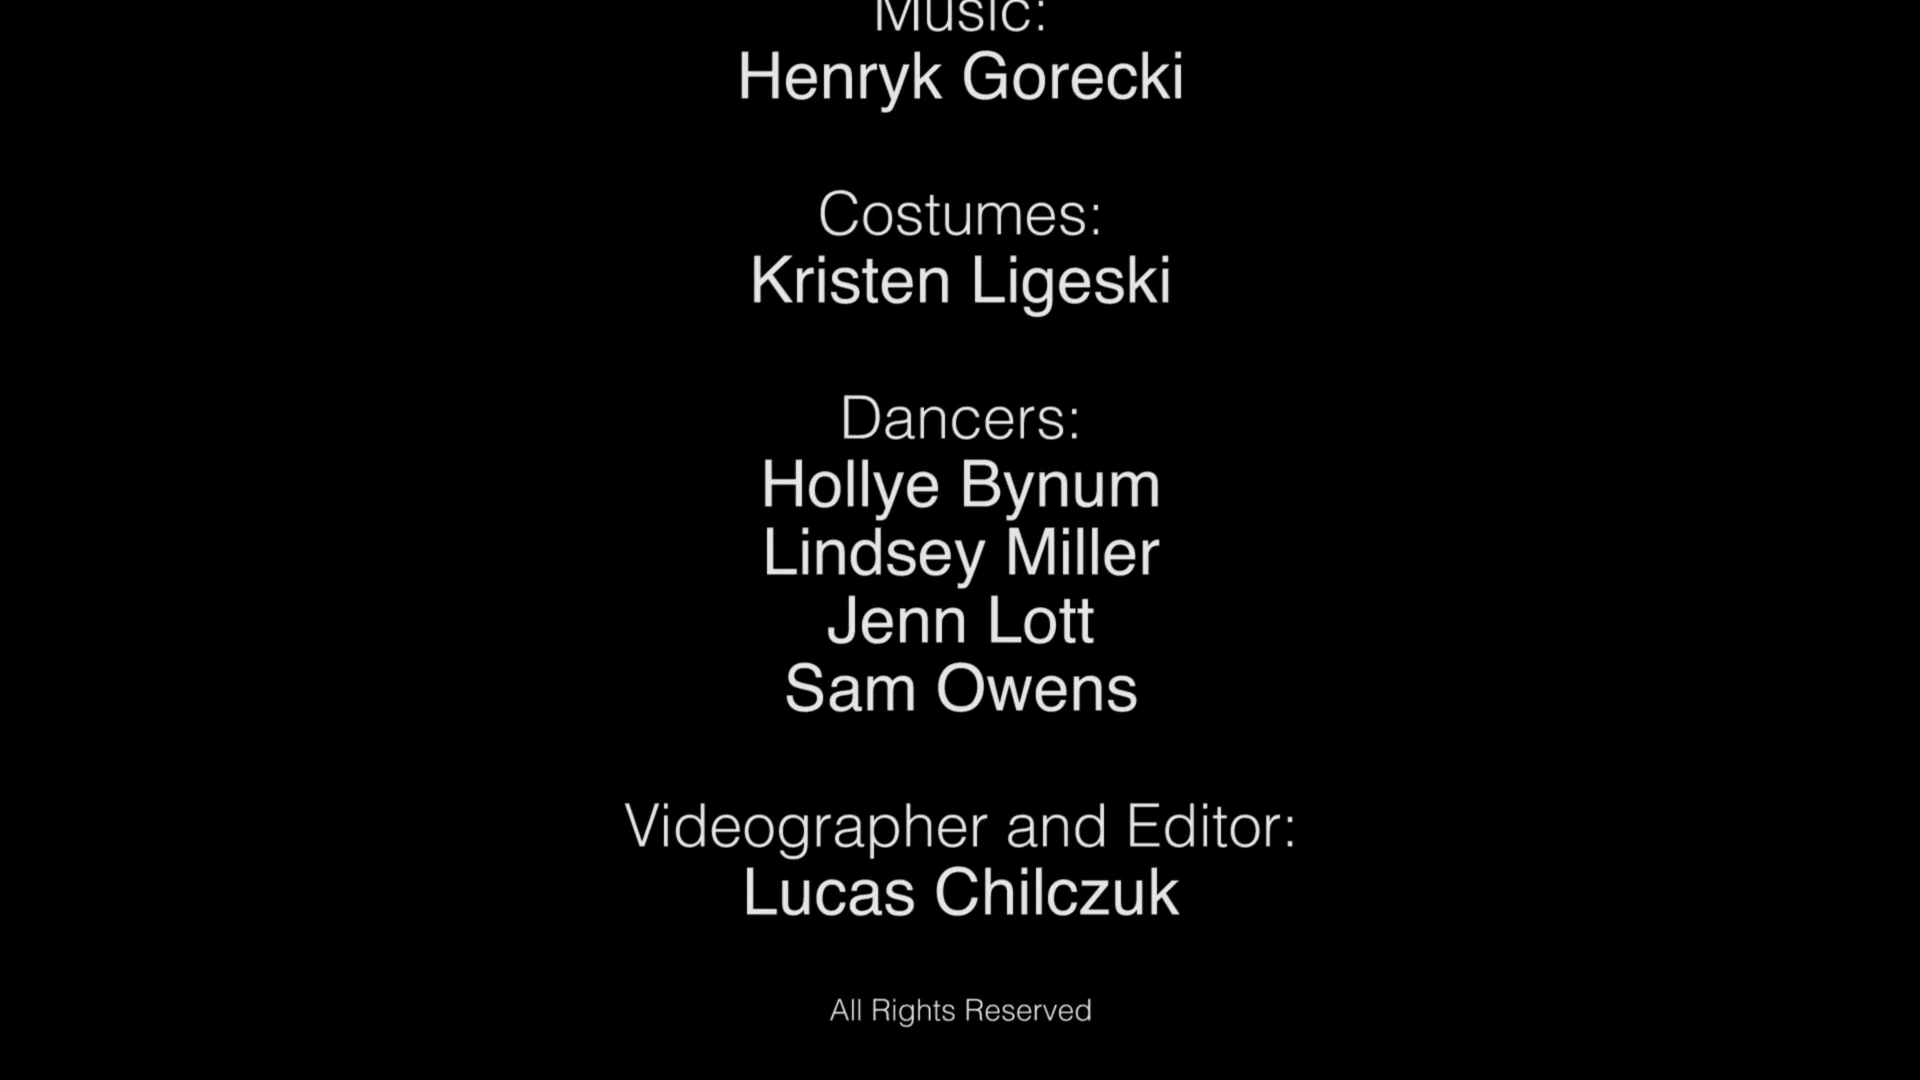 Music:
Henryk Gorecki
Costumes:
Kristen Ligeski
Dancers:
Hollye Bynum
Lindsey Miller
Jenn Lott
Sam Owens
Videographer and Editor:
Lucas Chilczuk
All Rights Reserved